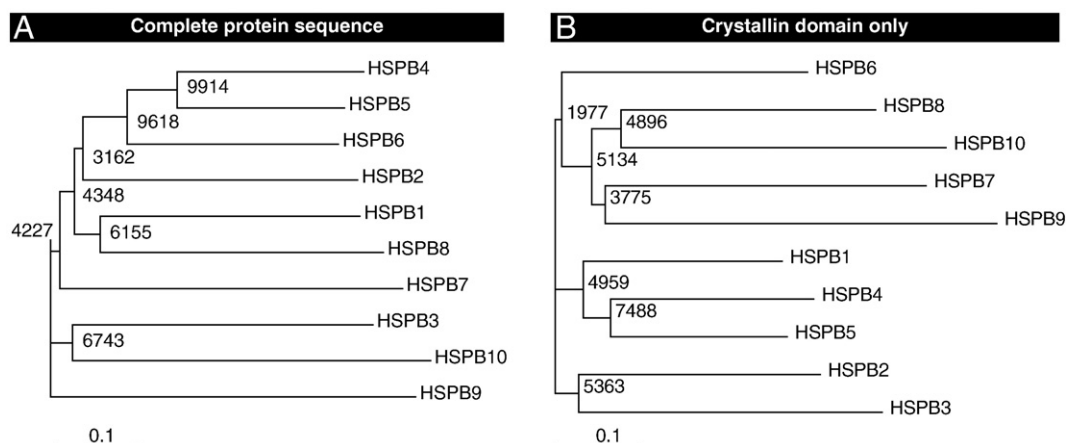 A Complete protein sequence
HSPB4
9914
HSPB5
9618
HSPB6
3162
HSPB2
4348
HSPB1
6155
4227
HSPB8
HSPB7
HSPB3
6743
HSPB10
HSPB9
0.1
B Crystallin domain only
HSPB6
1977
HSPB8
4896
HSPB10
5134
HSPB7
3775
HSPB9
HSPB1
4959
HSPB4
7488
HSPB5
HSPB2
5363
HSPB3
0.1